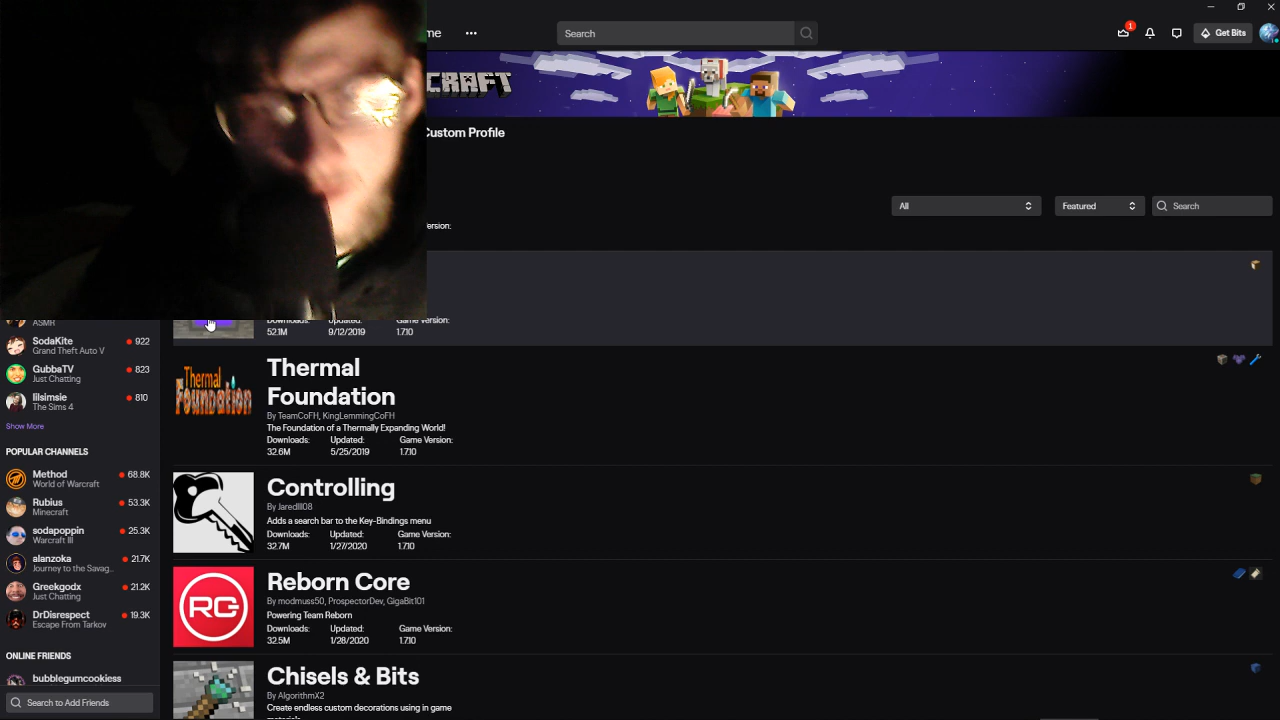 me
Search
1
Get Bits
CRAFT
Custom Profile
All
Featured
Search
ersion:
ASMR
Downloads: Updated: Game Version:
52.1M 9/12/2019 1.7.10
SodaKite 922
Grand Theft Auto V
GubbaTV 823
Just Chatting
lilsimsie 810
The Sims 4
Show More
POPULAR CHANNELS
Method 68.8K
World of Warcraft
Rubius 53.3K
Minecraft
sodapoppin 25.3K
Warcraft III
alanzoka 21.7K
Journey to the Savag...
Greekgodx 21.2K
Just Chatting
DrDisrespect 19.3K
Escape From Tarkov
ONLINE FRIENDS
bubblegumcookiess
Search to Add Friends
Thermal Foundation
Thermal
Foundation
By TeamCoFH, KingLemmingCoFH
The Foundation of a Thermally Expanding World!
Downloads: Updated: Game Version:
32.6M 5/25/2019 1.7.10
Controlling
By Jaredlll08
Adds a search bar to the Key-Bindings menu
Downloads: Updated: Game Version:
32.7M 1/27/2020 1.7.10
RG
Reborn Core
By modmuss50, ProspectorDev, GigaBit101
Powering Team Reborn
Downloads: Updated: Game Version:
32.5M 1/28/2020 1.7.10
Chisels & Bits
By AlgorithmX2
Create endless custom decorations using in game
materials.